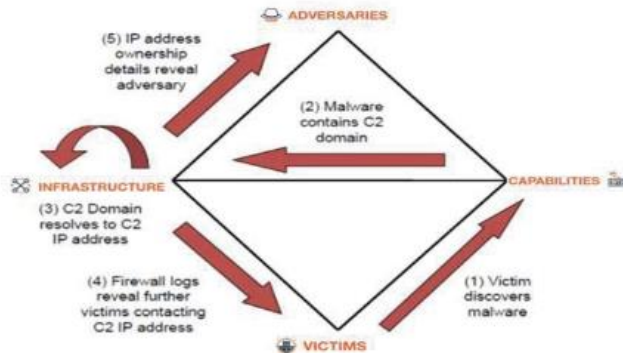 ADVERSARIES
(5) IP address
ownership
details reveal
adversary
(2) Malware
contains C2
domain
INFRASTRUCTURE
CAPABILITIES
(3) C2 Domain
resolves to C2
IP address
(4) Firewall logs
reveal further
victims contacting
C2 IP address
(1) Victim
discovers
malware
VICTIMS